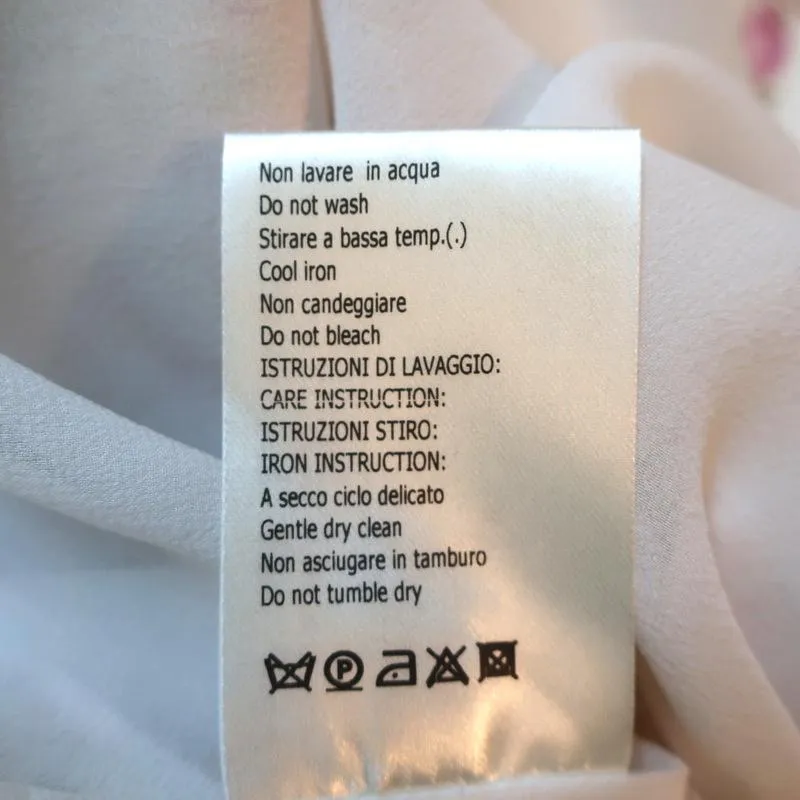 Non lavare in acqua
Do not wash
Stirare a bassa temp.(.)
Cool iron
Non candeggiare
Do not bleach
ISTRUZIONI DI LAVAGGIO:
CARE INSTRUCTION:
ISTRUZIONI STIRO:
IRON INSTRUCTION:
A secco ciclo delicato
Gentle dry clean
Non asciugare in tamburo
Do not tumble dry
P